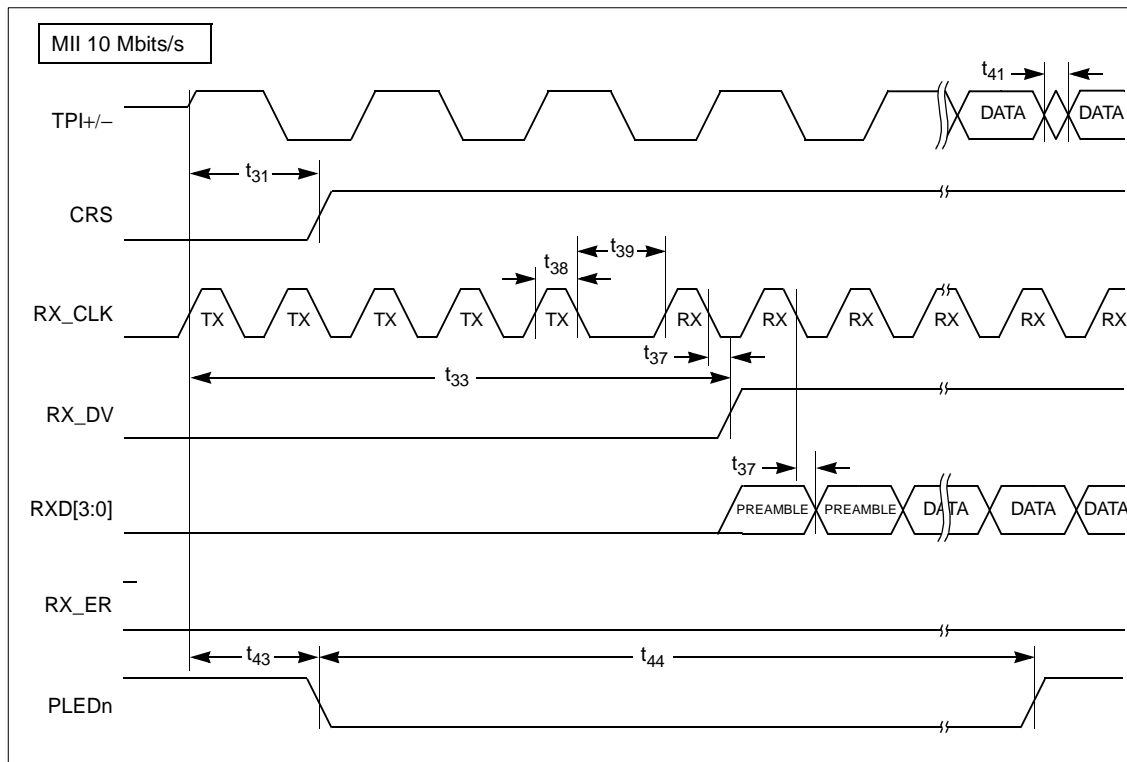 MII 10 Mbits/s
t41
TPI+/−
DATA DATA
t31
CRS
t38 t39
RX_CLK
TX TX TX TX TX RX RX RX RX RX RX
t37
t33
RX_DV
t37
RXD[3:0]
PREAMBLE PREAMBLE DATA DATA DATA
RX_ER
t43 t44
PLEDn